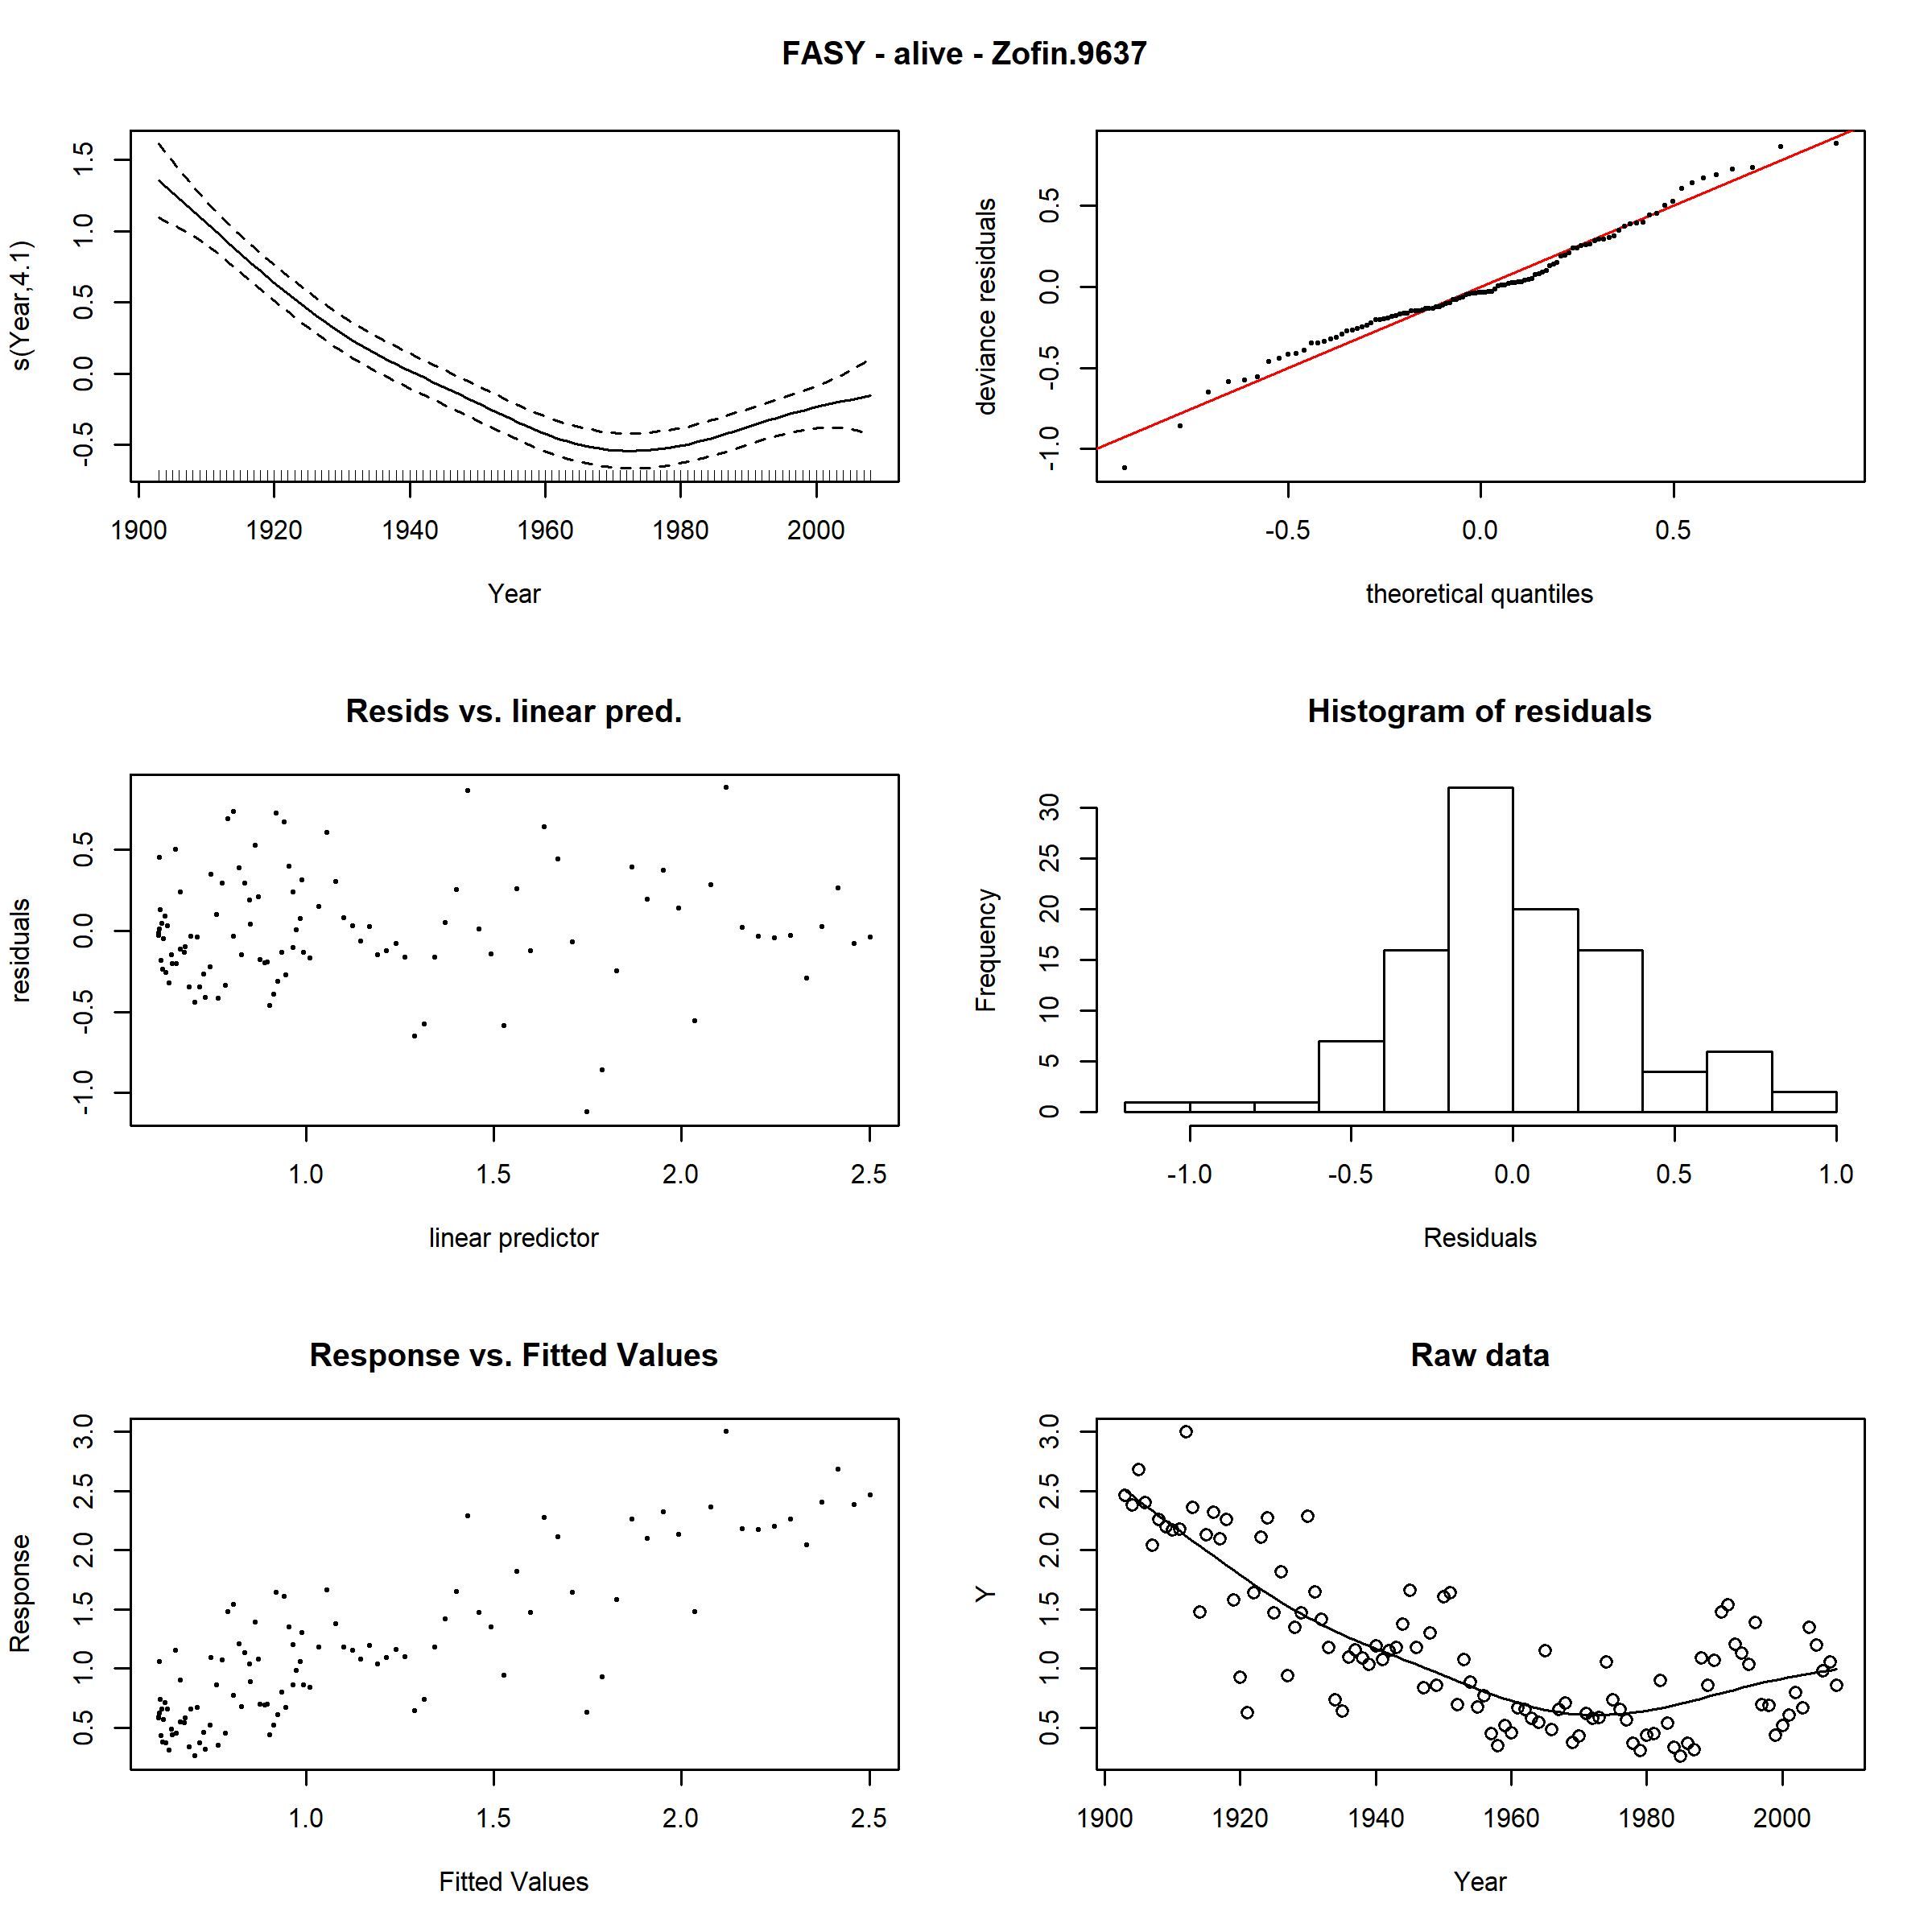 FASY - alive - Zofin.9637
s(Year,4.1)
1.5
1.0
0.5
0.0
-0.5
1900 1920 1940 1960 1980 2000
Year
deviance residuals
0.5
0.0
-0.5
-1.0
-0.5 0.0 0.5
theoretical quantiles
Resids vs. linear pred.
residuals
0.5
0.0
-0.5
-1.0
1.0 1.5 2.0 2.5
linear predictor
Histogram of residuals
Frequency
30
25
20
15
10
5
0
-1.0 -0.5 0.0 0.5 1.0
Residuals
Response vs. Fitted Values
Response
3.0
2.5
2.0
1.5
1.0
0.5
1.0 1.5 2.0 2.5
Fitted Values
Raw data
Y
3.0
2.5
2.0
1.5
1.0
0.5
1900 1920 1940 1960 1980 2000
Year